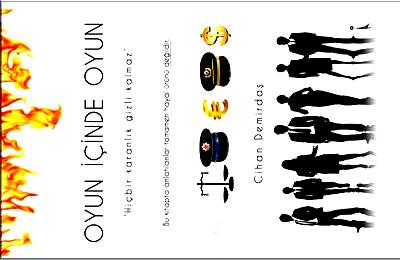 OYUN İÇİNDE OYUN
'Hiçbir karanlık gizli kalmaz'
Bu kitapta anlatılanlar tamamen hayal ürünü değildir.
Cihan Demirdaş